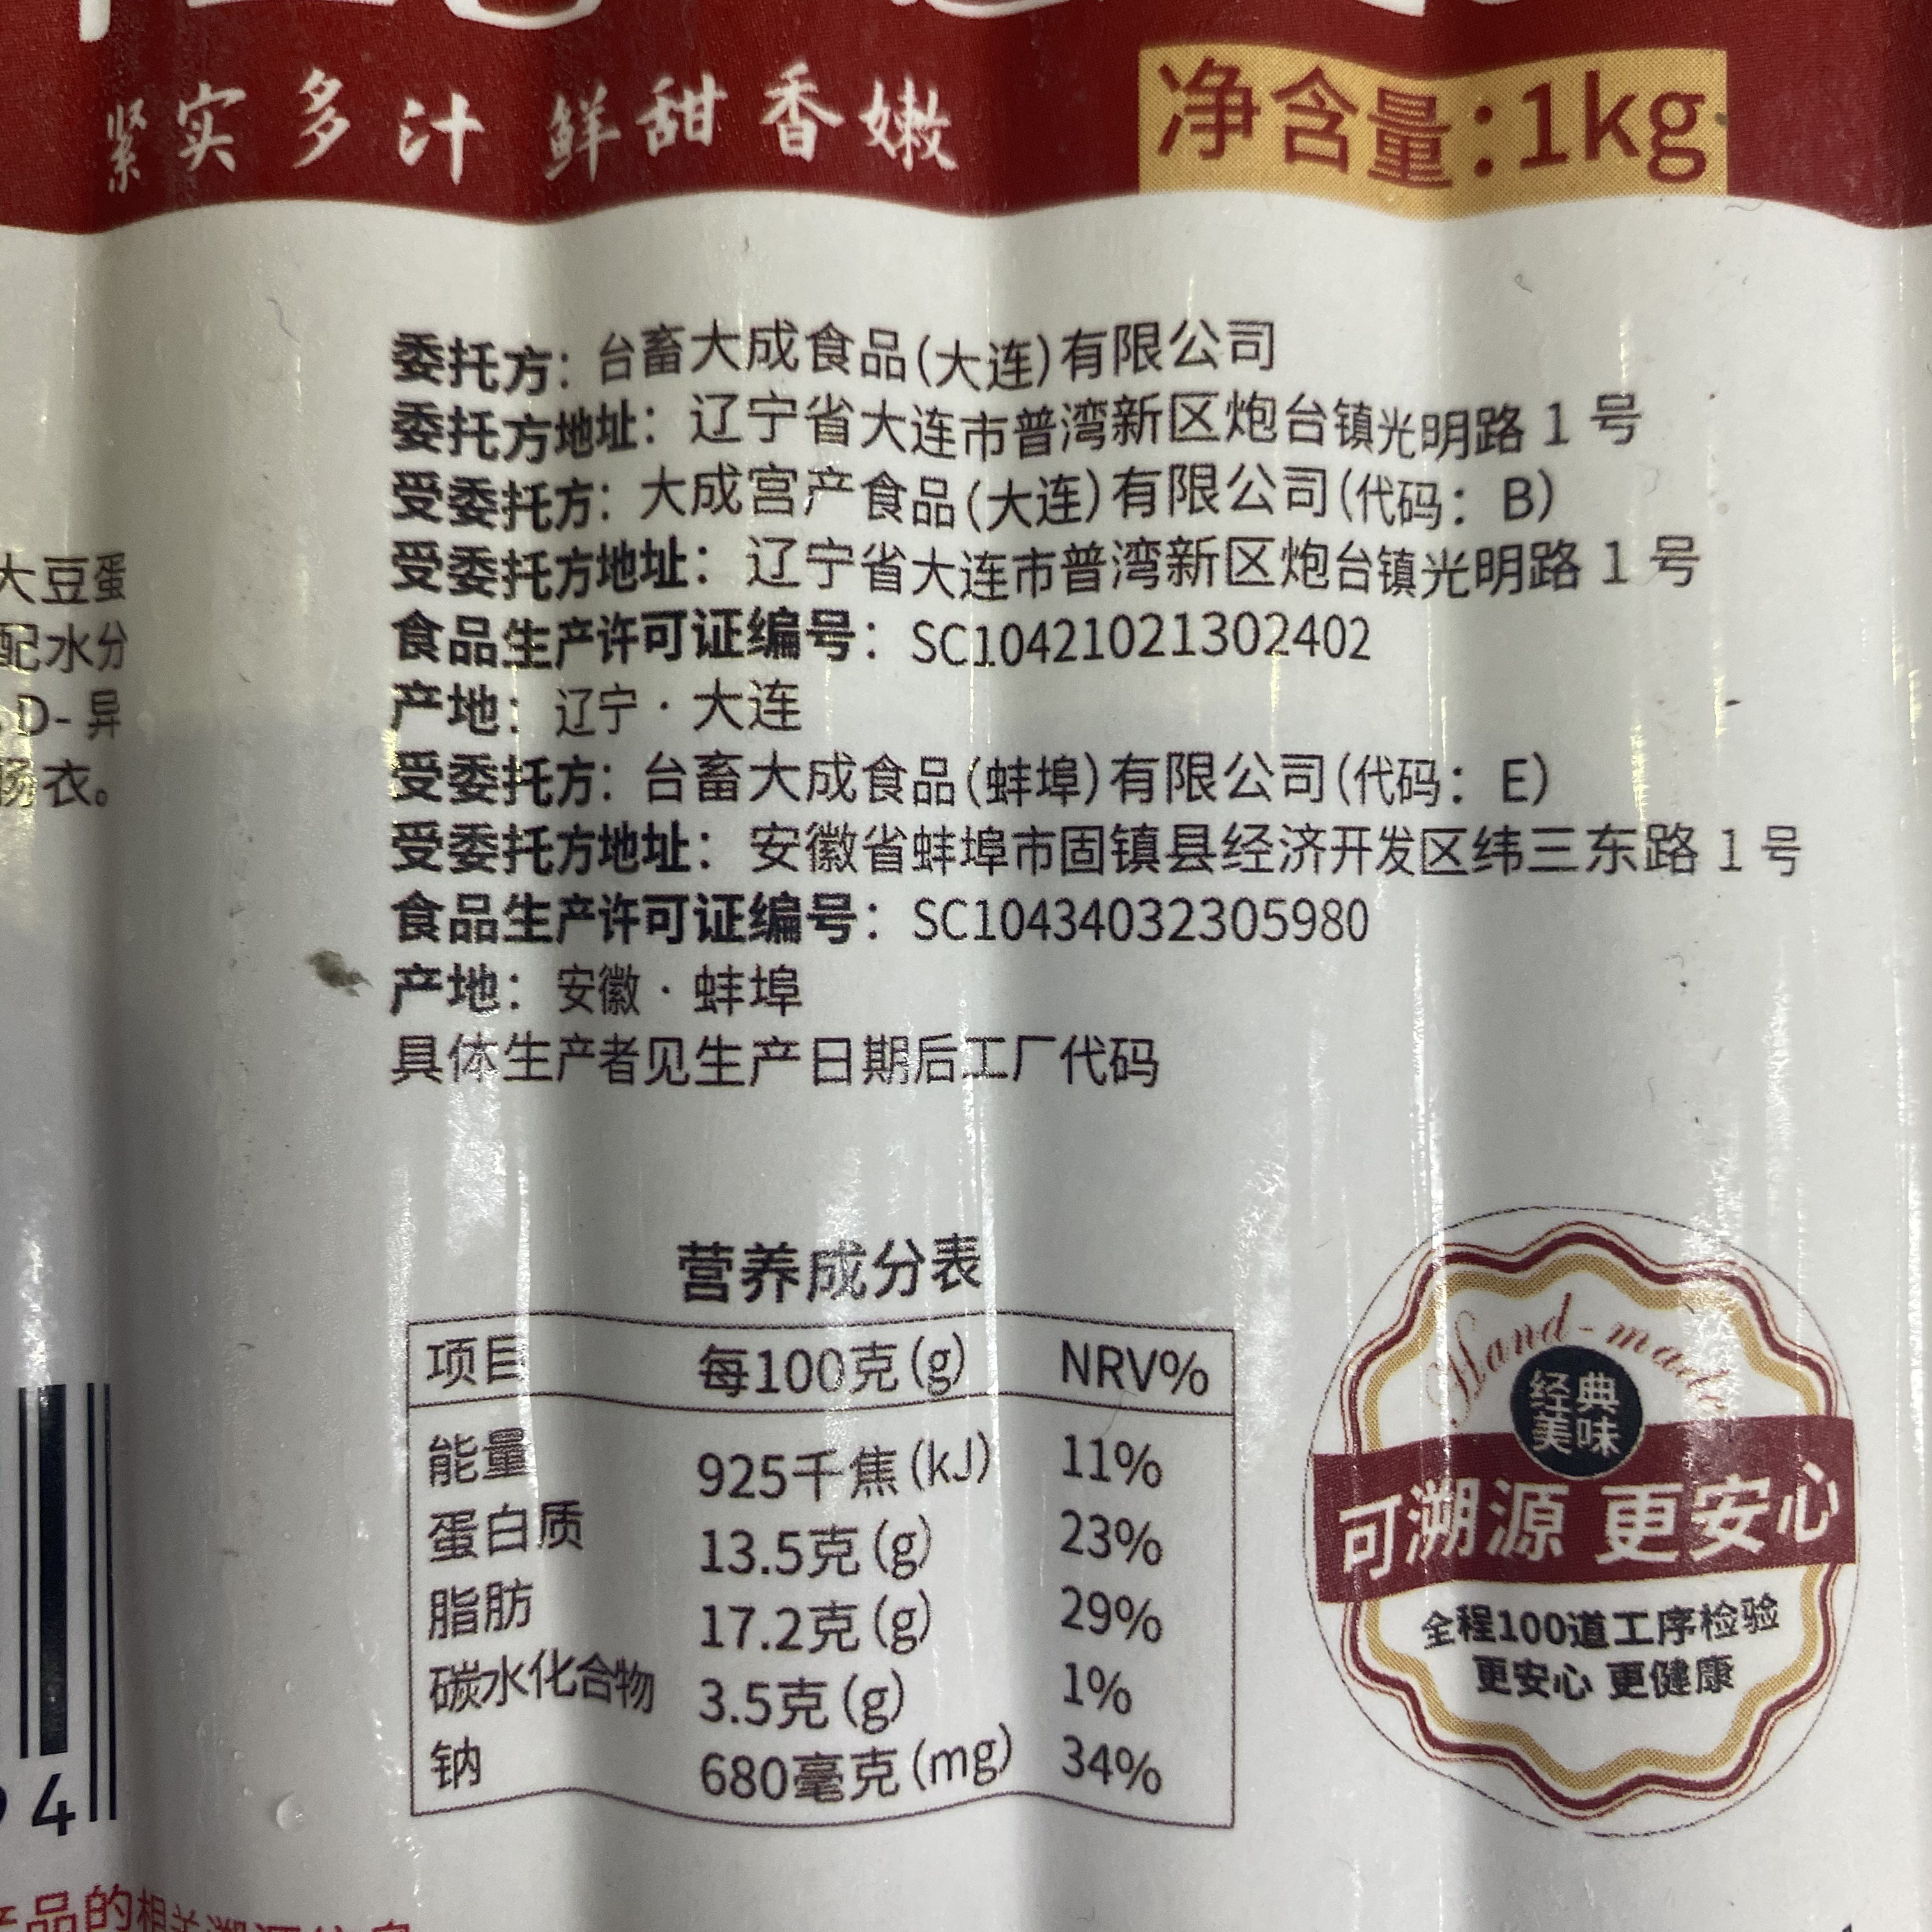 紧实多汁 鲜甜香嫩
净含量:1kg
委托方：台畜大成食品(大连)有限公司
委托方地址：辽宁省大连市普湾新区炮台镇光明路 1 号
受委托方：大成宫产食品(大连)有限公司(代码：B)
受委托方地址：辽宁省大连市普湾新区炮台镇光明路 1 号
食品生产许可证编号：SC10421021302402
产地：辽宁·大连
受委托方：台畜大成食品(蚌埠)有限公司(代码：E)
受委托方地址：安徽省蚌埠市固镇县经济开发区纬三东路 1 号
食品生产许可证编号：SC10434032305980
产地：安徽·蚌埠
具体生产者见生产日期后工厂代码
大豆蛋
配水分
D-异
肠衣。
营养成分表
项目 每100克(g) NRV%
能量 925千焦(kJ) 11%
蛋白质 13.5克(g) 23%
脂肪 17.2克(g) 29%
碳水化合物 3.5克(g) 1%
钠 680毫克(mg) 34%
Hand-made
经典
美味
可溯源 更安心
全程100道工序检验
更安心 更健康
4
品的相关溯源信息